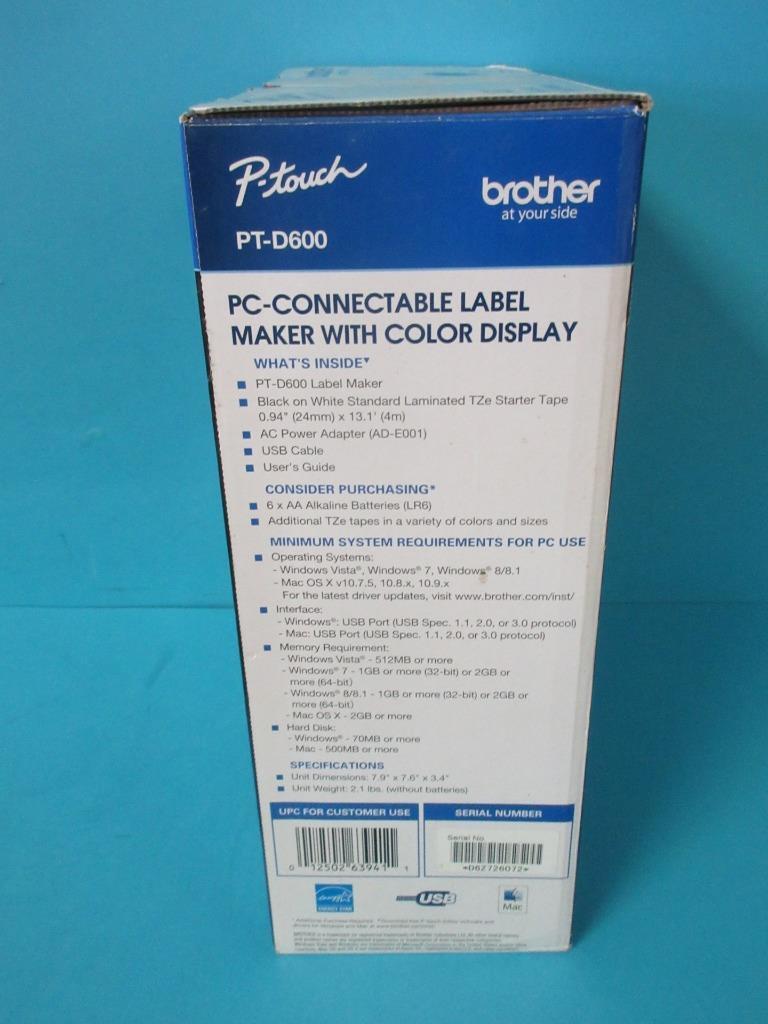 P-touch
brother
at your side
PT-D600
PC-CONNECTABLE LABEL
MAKER WITH COLOR DISPLAY
WHAT'S INSIDE▼
■ PT-D600 Label Maker
■ Black on White Standard Laminated TZe Starter Tape
0.94" (24mm) x 13.1' (4m)
■ AC Power Adapter (AD-E001)
■ USB Cable
■ User's Guide
CONSIDER PURCHASING*
■ 6 x AA Alkaline Batteries (LR6)
■ Additional TZe tapes in a variety of colors and sizes
MINIMUM SYSTEM REQUIREMENTS FOR PC USE
■ Operating Systems:
- Windows Vista®, Windows® 7, Windows® 8/8.1
- Mac OS X v10.7.5, 10.8.x, 10.9.x
For the latest driver updates, visit www.brother.com/inst/
■ Interface:
- Windows®: USB Port (USB Spec. 1.1, 2.0, or 3.0 protocol)
- Mac: USB Port (USB Spec. 1.1, 2.0, or 3.0 protocol)
■ Memory Requirement:
- Windows Vista® - 512MB or more
- Windows® 7 - 1GB or more (32-bit) or 2GB or
more (64-bit)
- Windows® 8/8.1 - 1GB or more (32-bit) or 2GB or
more (64-bit)
- Mac OS X - 2GB or more
■ Hard Disk:
- Windows® - 70MB or more
- Mac - 500MB or more
SPECIFICATIONS
■ Unit Dimensions: 7.9" x 7.6" x 3.4"
■ Unit Weight: 2.1 lbs. (without batteries)
UPC FOR CUSTOMER USE
SERIAL NUMBER
Serial No.
0 12502 63941 1
*D6Z726072*
ENERGY STAR
USB
Mac